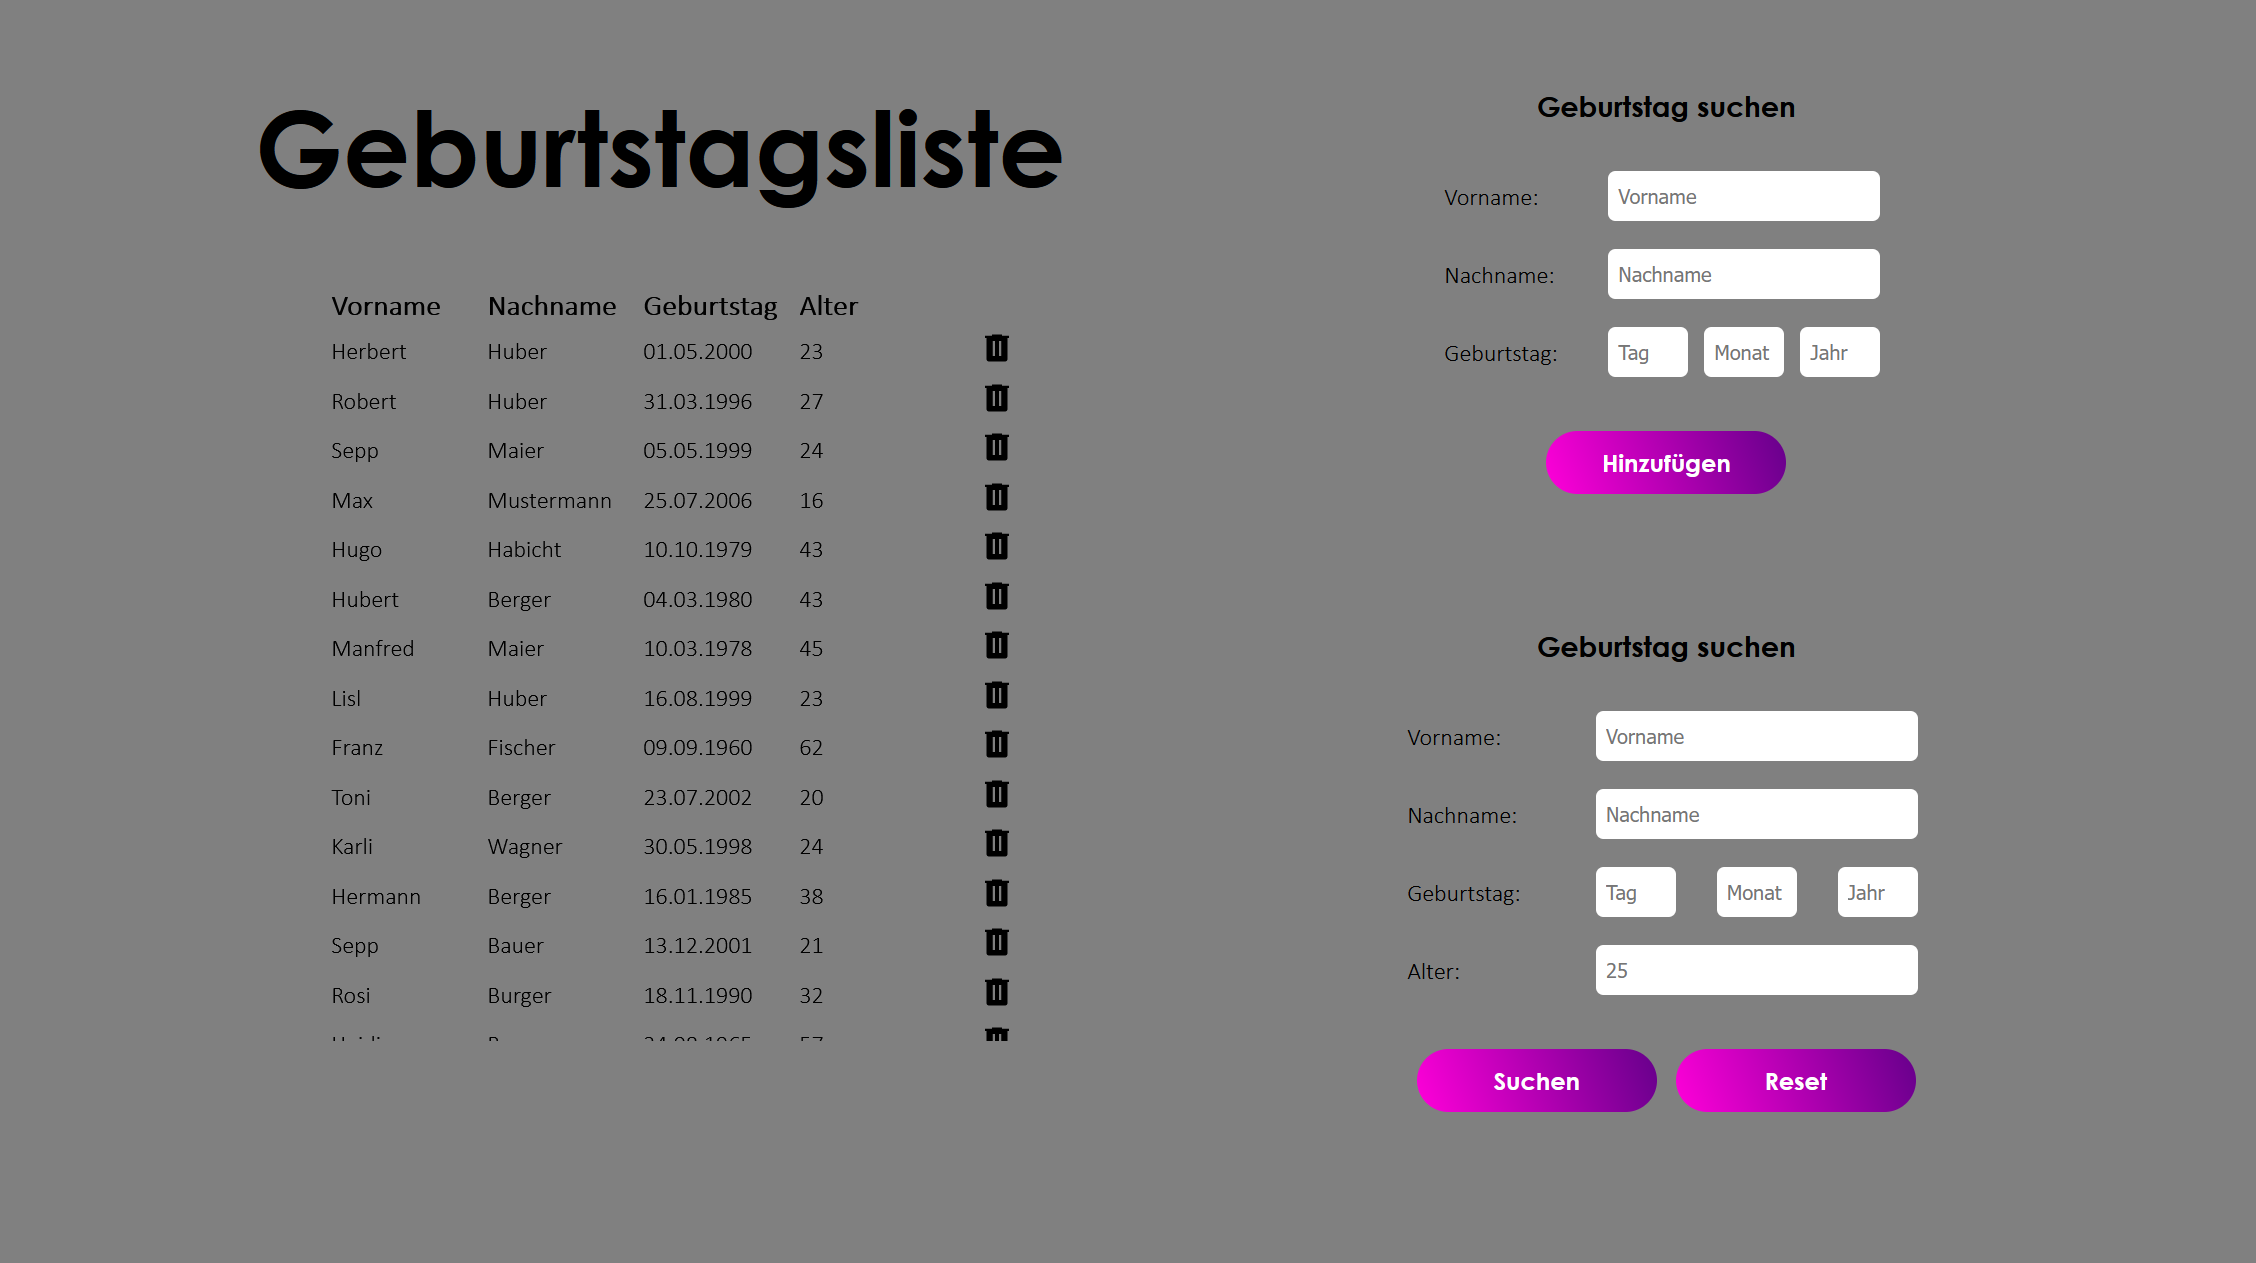 Geburtstagsliste
Vorname Nachname Geburtstag Alter
Herbert Huber 01.05.2000 23
Robert Huber 31.03.1996 27
Sepp Maier 05.05.1999 24
Max Mustermann 25.07.2006 16
Hugo Habicht 10.10.1979 43
Hubert Berger 04.03.1980 43
Manfred Maier 10.03.1978 45
Lisl Huber 16.08.1999 23
Franz Fischer 09.09.1960 62
Toni Berger 23.07.2002 20
Karli Wagner 30.05.1998 24
Hermann Berger 16.01.1985 38
Sepp Bauer 13.12.2001 21
Rosi Burger 18.11.1990 32
Geburtstag suchen
Vorname: Vorname
Nachname: Nachname
Geburtstag: Tag Monat Jahr
Hinzufügen
Geburtstag suchen
Vorname: Vorname
Nachname: Nachname
Geburtstag: Tag Monat Jahr
Alter: 25
Suchen Reset